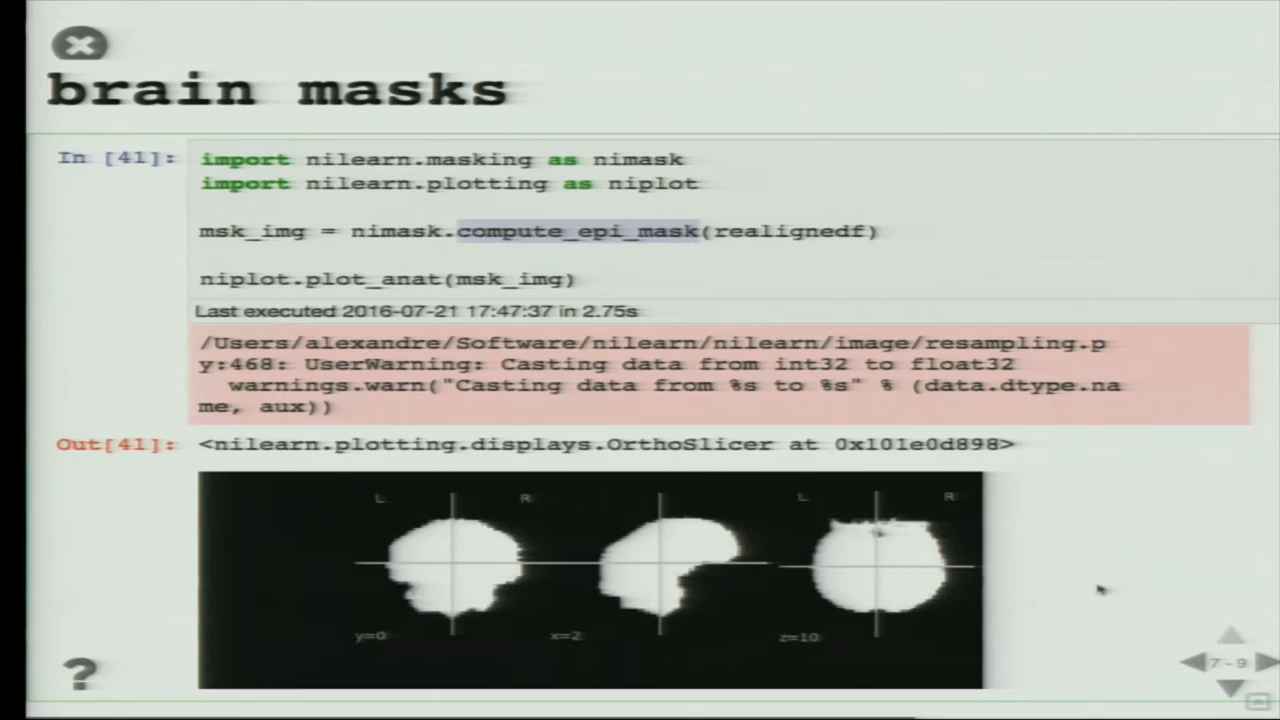 brain masks
In [41]: import nilearn.masking as nimask
import nilearn.plotting as niplot
msk_img = nimask.compute_epi_mask(realignedf)
niplot.plot_anat(msk_img)
Last executed 2016-07-21 17:47:37 in 2.75s
/Users/alexandre/Software/nilearn/nilearn/image/resampling.p
y:468: UserWarning: Casting data from int32 to float32
warnings.warn("Casting data from %s to %s" % (data.dtype.na
me, aux))
Out[41]: <nilearn.plotting.displays.OrthoSlicer at 0x101e0d898>
L R L R
y=0 x=2 z=10
7 - 9
?